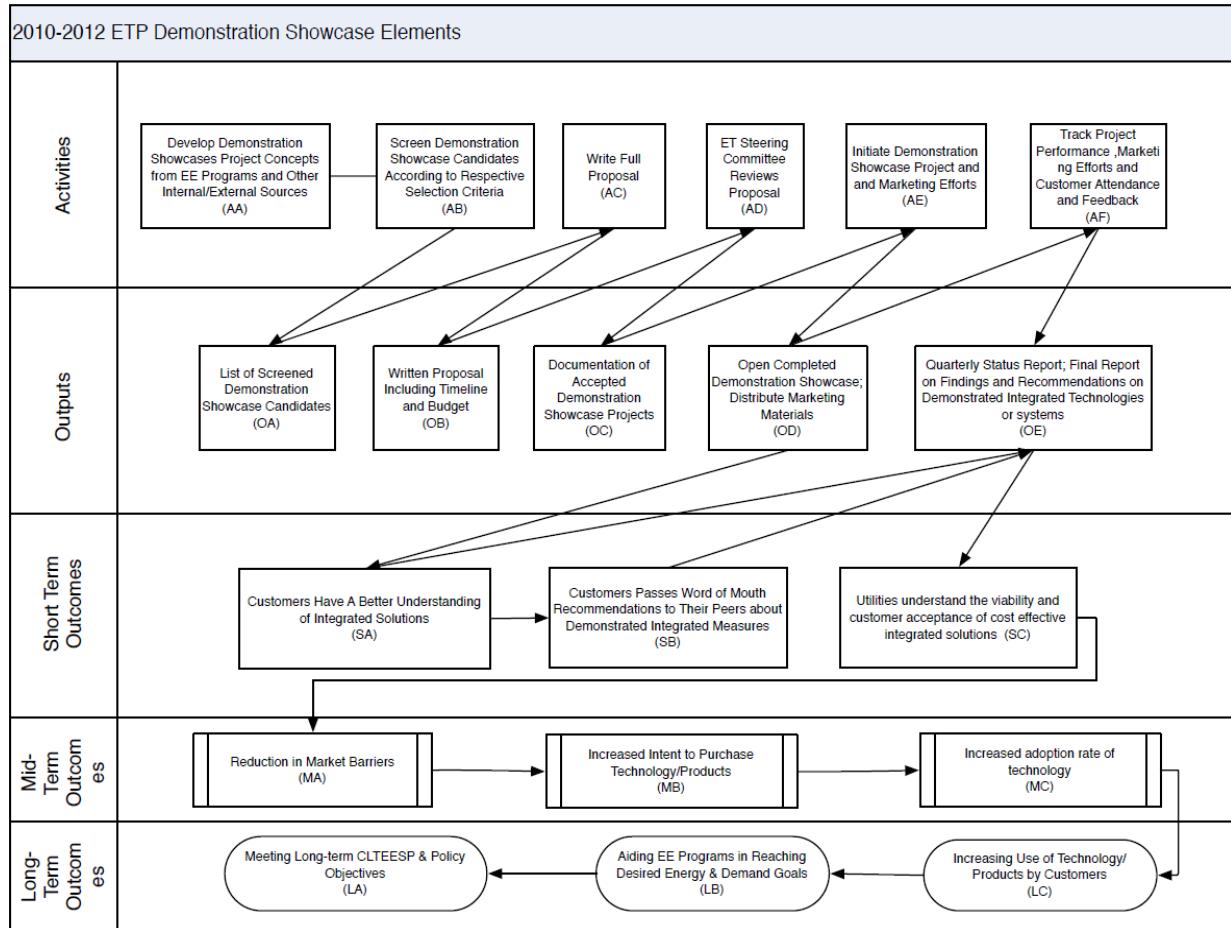 2010-2012 ETP Demonstration Showcase Elements
Activities
Develop Demonstration
Showcases Project Concepts
from EE Programs and Other
Internal/External Sources
(AA)
Screen Demonstration
Showcase Candidates
According to Respective
Selection Criteria
(AB)
Write Full
Proposal
(AC)
ET Steering
Committee
Reviews
Proposal
(AD)
Initiate Demonstration
Showcase Project and
and Marketing Efforts
(AE)
Track Project
Performance ,Marketi
ng Efforts and
Customer Attendance
and Feedback
(AF)
Outputs
List of Screened
Demonstration
Showcase Candidates
(OA)
Written Proposal
Including Timeline
and Budget
(OB)
Documentation of
Accepted
Demonstration
Showcase Projects
(OC)
Open Completed
Demonstration Showcase;
Distribute Marketing
Materials
(OD)
Quarterly Status Report; Final Report
on Findings and Recommendations on
Demonstrated Integrated Technologies
or systems
(OE)
Short Term
Outcomes
Customers Have A Better Understanding
of Integrated Solutions
(SA)
Customers Passes Word of Mouth
Recommendations to Their Peers about
Demonstrated Integrated Measures
(SB)
Utilities understand the viability and
customer acceptance of cost effective
integrated solutions (SC)
Mid-
Term
Outcom
es
Reduction in Market Barriers
(MA)
Increased Intent to Purchase
Technology/Products
(MB)
Increased adoption rate of
technology
(MC)
Long-
Term
Outcom
es
Meeting Long-term CLTEESP & Policy
Objectives
(LA)
Aiding EE Programs in Reaching
Desired Energy & Demand Goals
(LB)
Increasing Use of Technology/
Products by Customers
(LC)